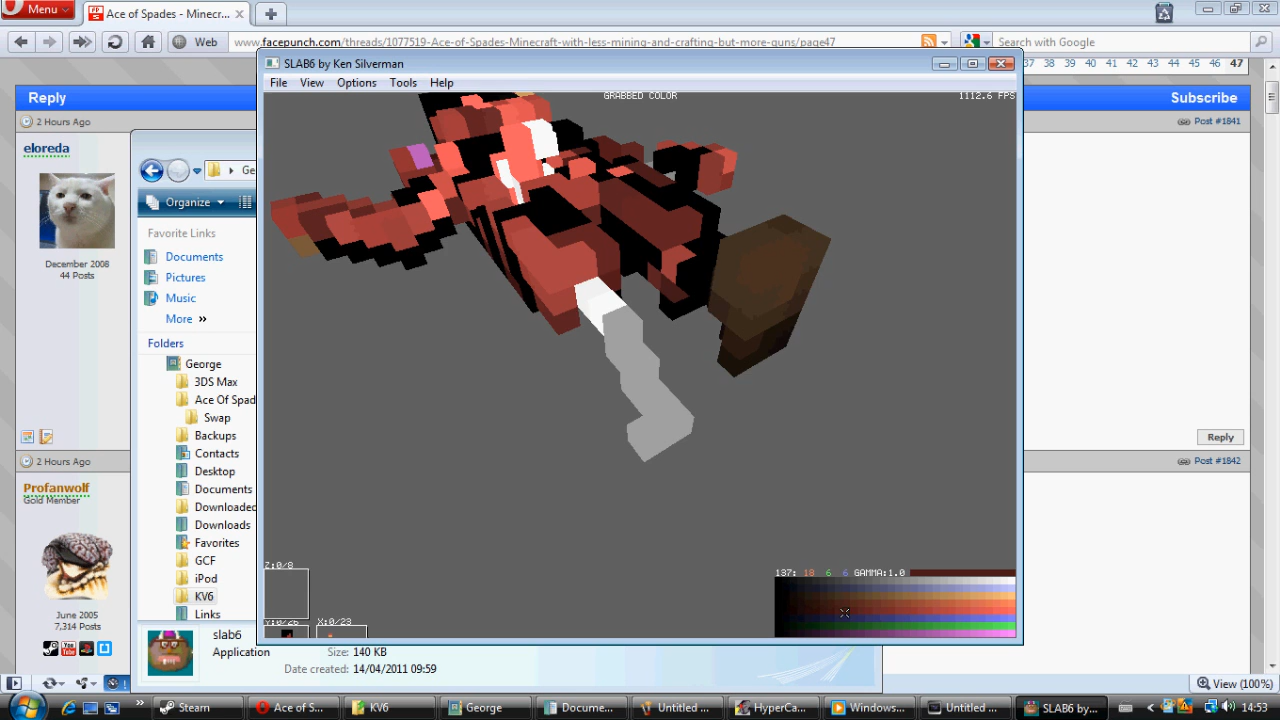 Menu
Ace of Spades - Minecr...
Web
www.facepunch.com/threads/1077519-Ace-of-Spades-Minecraft-with-less-mining-and-crafting-but-more-guns/page47
Search with Google
SLAB6 by Ken Silverman
37 38 39 40 41 42 43 44 45 46 47
File View Options Tools Help
Reply
Subscribe
GRABBED COLOR
1112.6 FPS
2 Hours Ago
Post #1841
eloreda
Ge
Organize
Favorite Links
December 2008
44 Posts
Documents
Pictures
Music
More »
Folders
George
3DS Max
Ace Of Spad
Swap
Backups
Contacts
Desktop
Documents
Downloaded
Downloads
Favorites
GCF
iPod
KV6
Links
Reply
2 Hours Ago
Post #1842
Profanwolf
Gold Member
June 2005
7,314 Posts
Z:0/8
137: 18 6 6 GAMMA:1.0
Y:0/26 X:0/23
slab6
Application
Size: 140 KB
Date created: 14/04/2011 09:59
View (100%)
Steam
Ace of S...
KV6
George
Docume...
Untitled ...
HyperCa...
Windows...
Untitled ...
SLAB6 by...
14:53